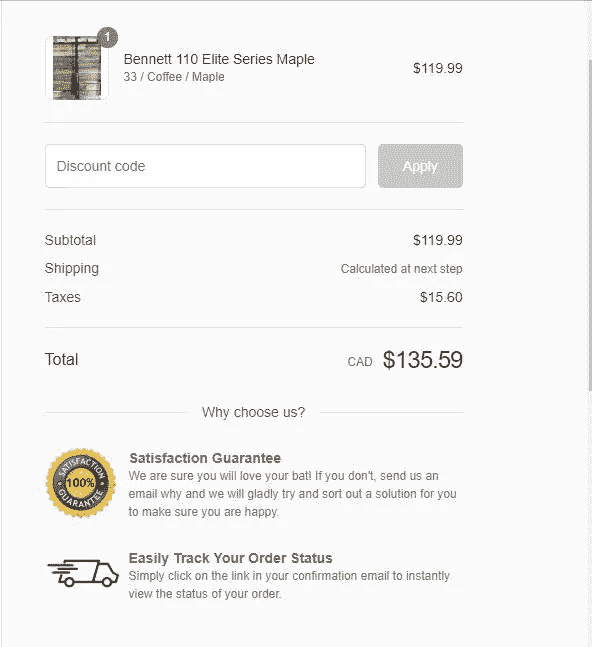 1
Bennett 110 Elite Series Maple
33 / Coffee / Maple
$119.99
Discount code
Apply
Subtotal
$119.99
Shipping
Calculated at next step
Taxes
$15.60
Total
CAD $135.59
Why choose us?
SATISFACTION
100%
GUARANTEE
Satisfaction Guarantee
We are sure you will love your bat! If you don't, send us an
email why and we will gladly try and sort out a solution for you
to make sure you are happy.
Easily Track Your Order Status
Simply click on the link in your confirmation email to instantly
view the status of your order.